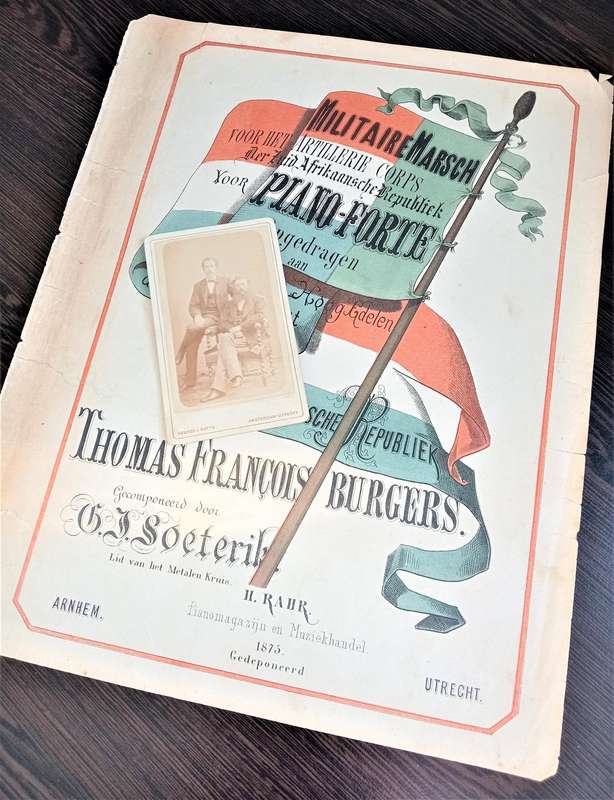 MILITAIRE MARSCH
VOOR HET ARTILLERIE CORPS
Der Zuid Afrikaansche Republiek
VOOR PIANO-FORTE
opgedragen
aan
Hoog Edelen
SCHE REPUBLIEK
THOMAS FRANÇOIS BURGERS.
Gecomponeerd door
G. J. Soeterik.
Lid van het Metalen Kruis.
H. RAHR.
Pianomagazijn en Muziekhandel.
ARNHEM.
1875.
UTRECHT.
Gedeponeerd